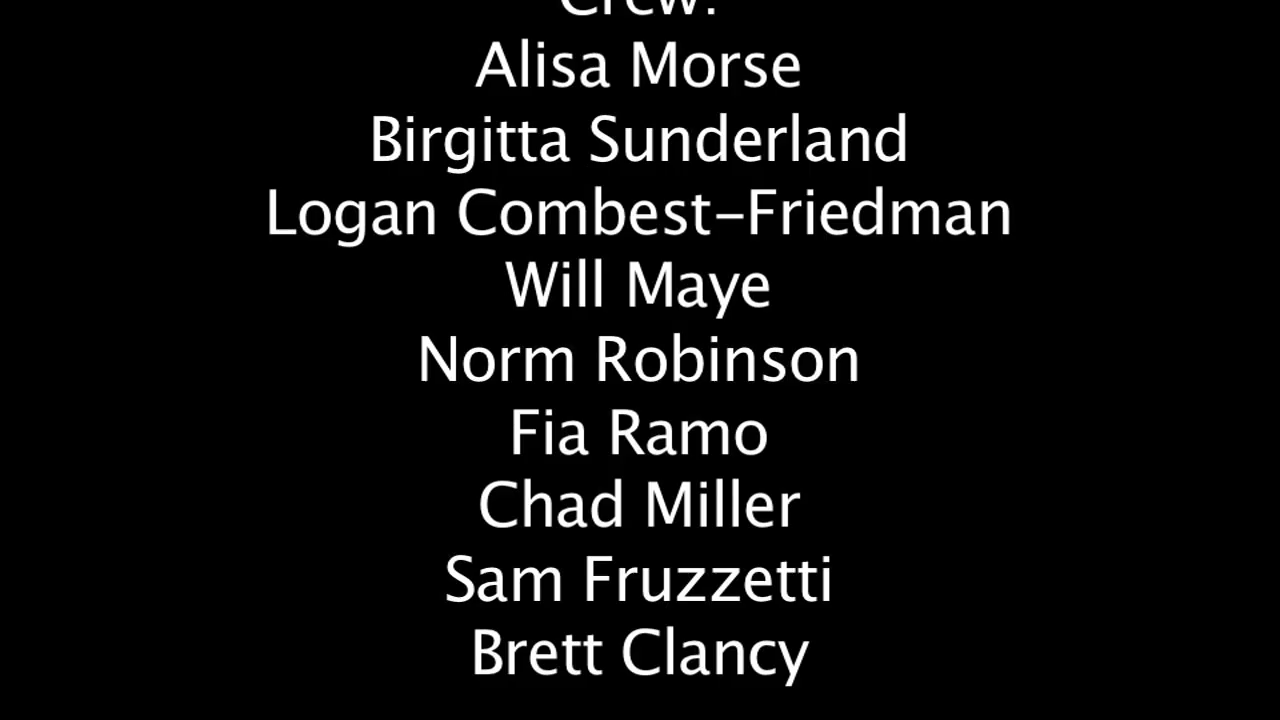 Crew:
Alisa Morse
Birgitta Sunderland
Logan Combest-Friedman
Will Maye
Norm Robinson
Fia Ramo
Chad Miller
Sam Fruzzetti
Brett Clancy